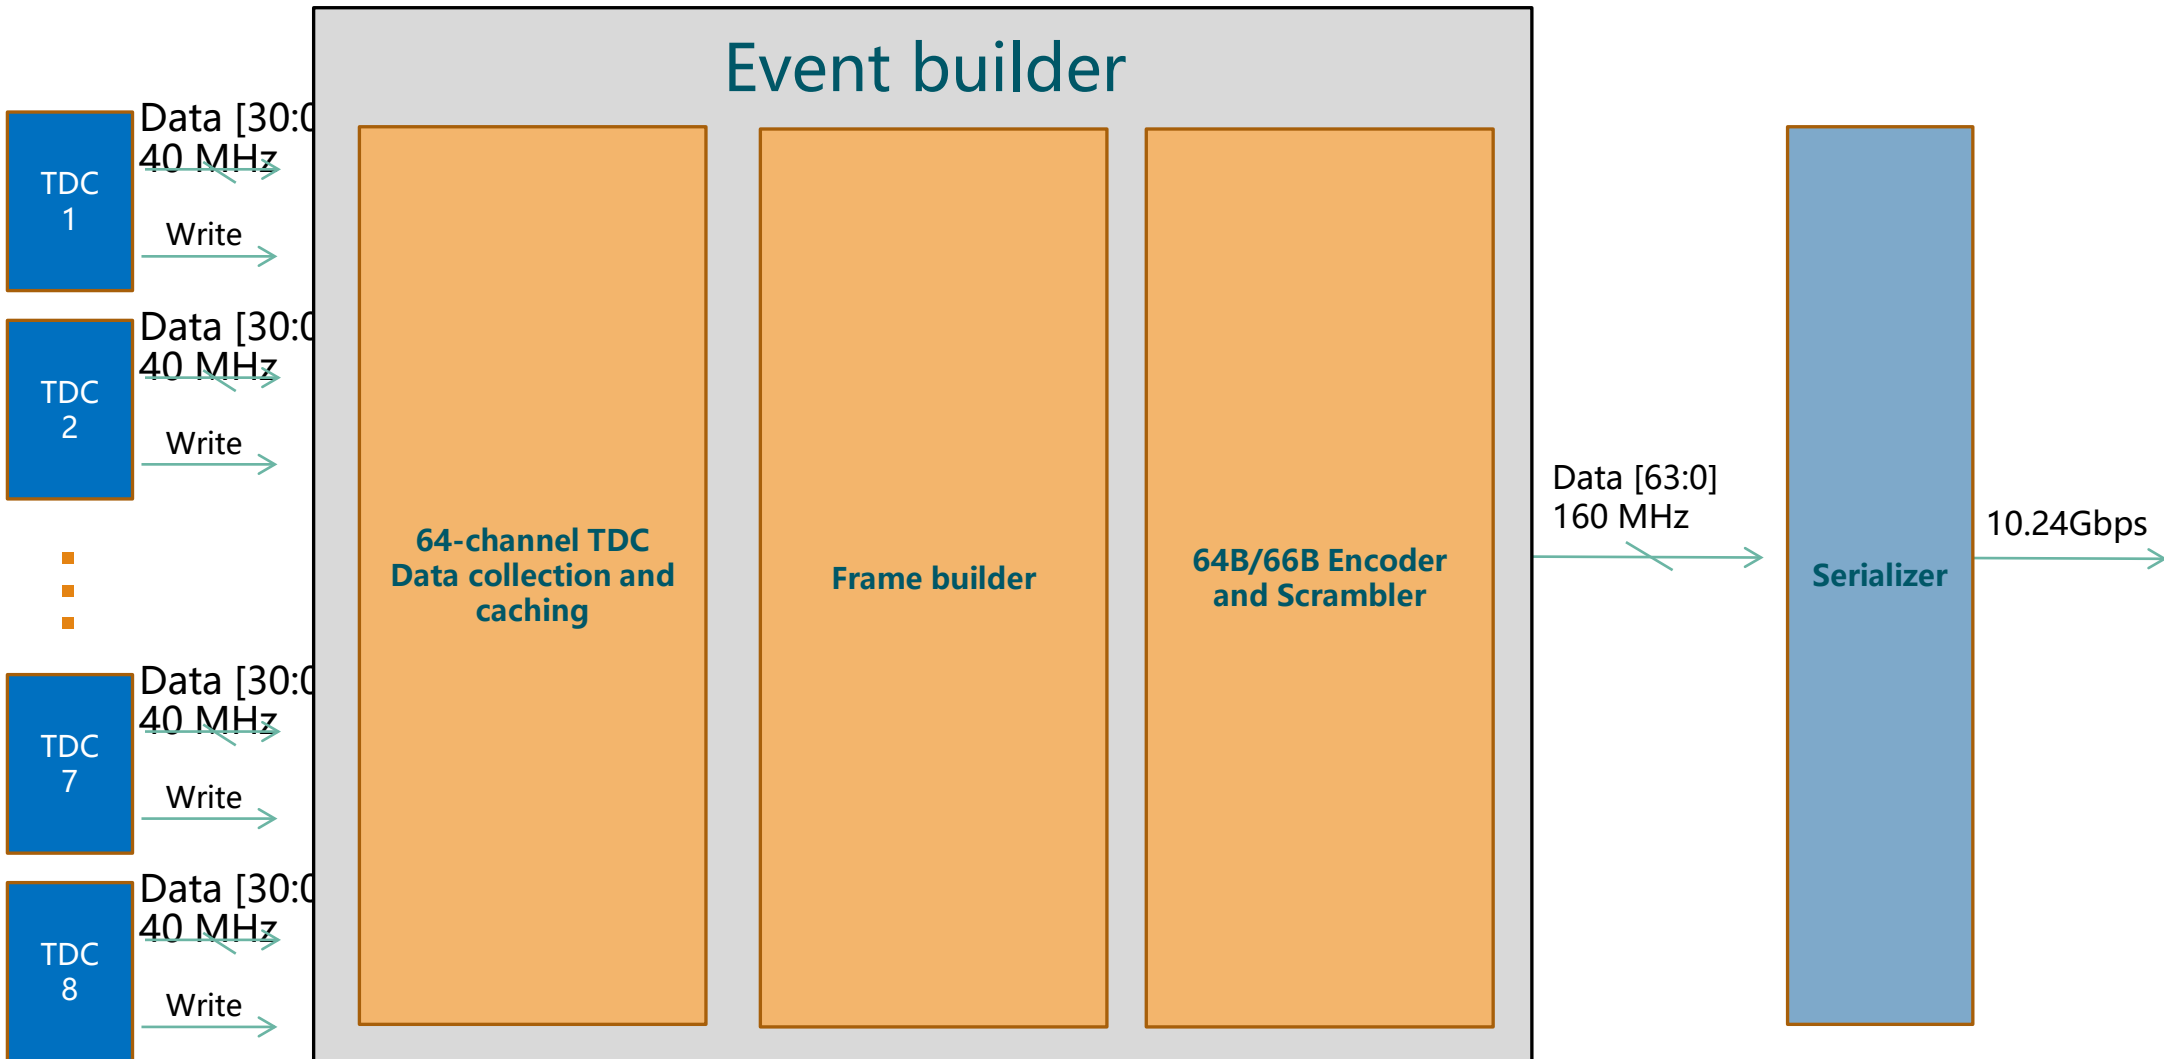 Event builder
TDC
1
Data [30:0
40 MHz
Write
TDC
2
Data [30:0
40 MHz
Write
TDC
7
Data [30:0
40 MHz
Write
TDC
8
Data [30:0
40 MHz
Write
64-channel TDC
Data collection and
caching
Frame builder
64B/66B Encoder
and Scrambler
Data [63:0]
160 MHz
Serializer
10.24Gbps